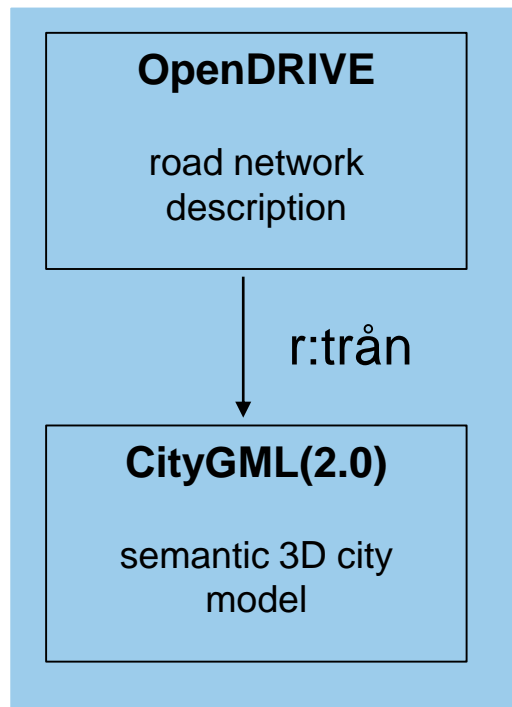 OpenDRIVE
road network
description
r:trån
CityGML(2.0)
semantic 3D city
model